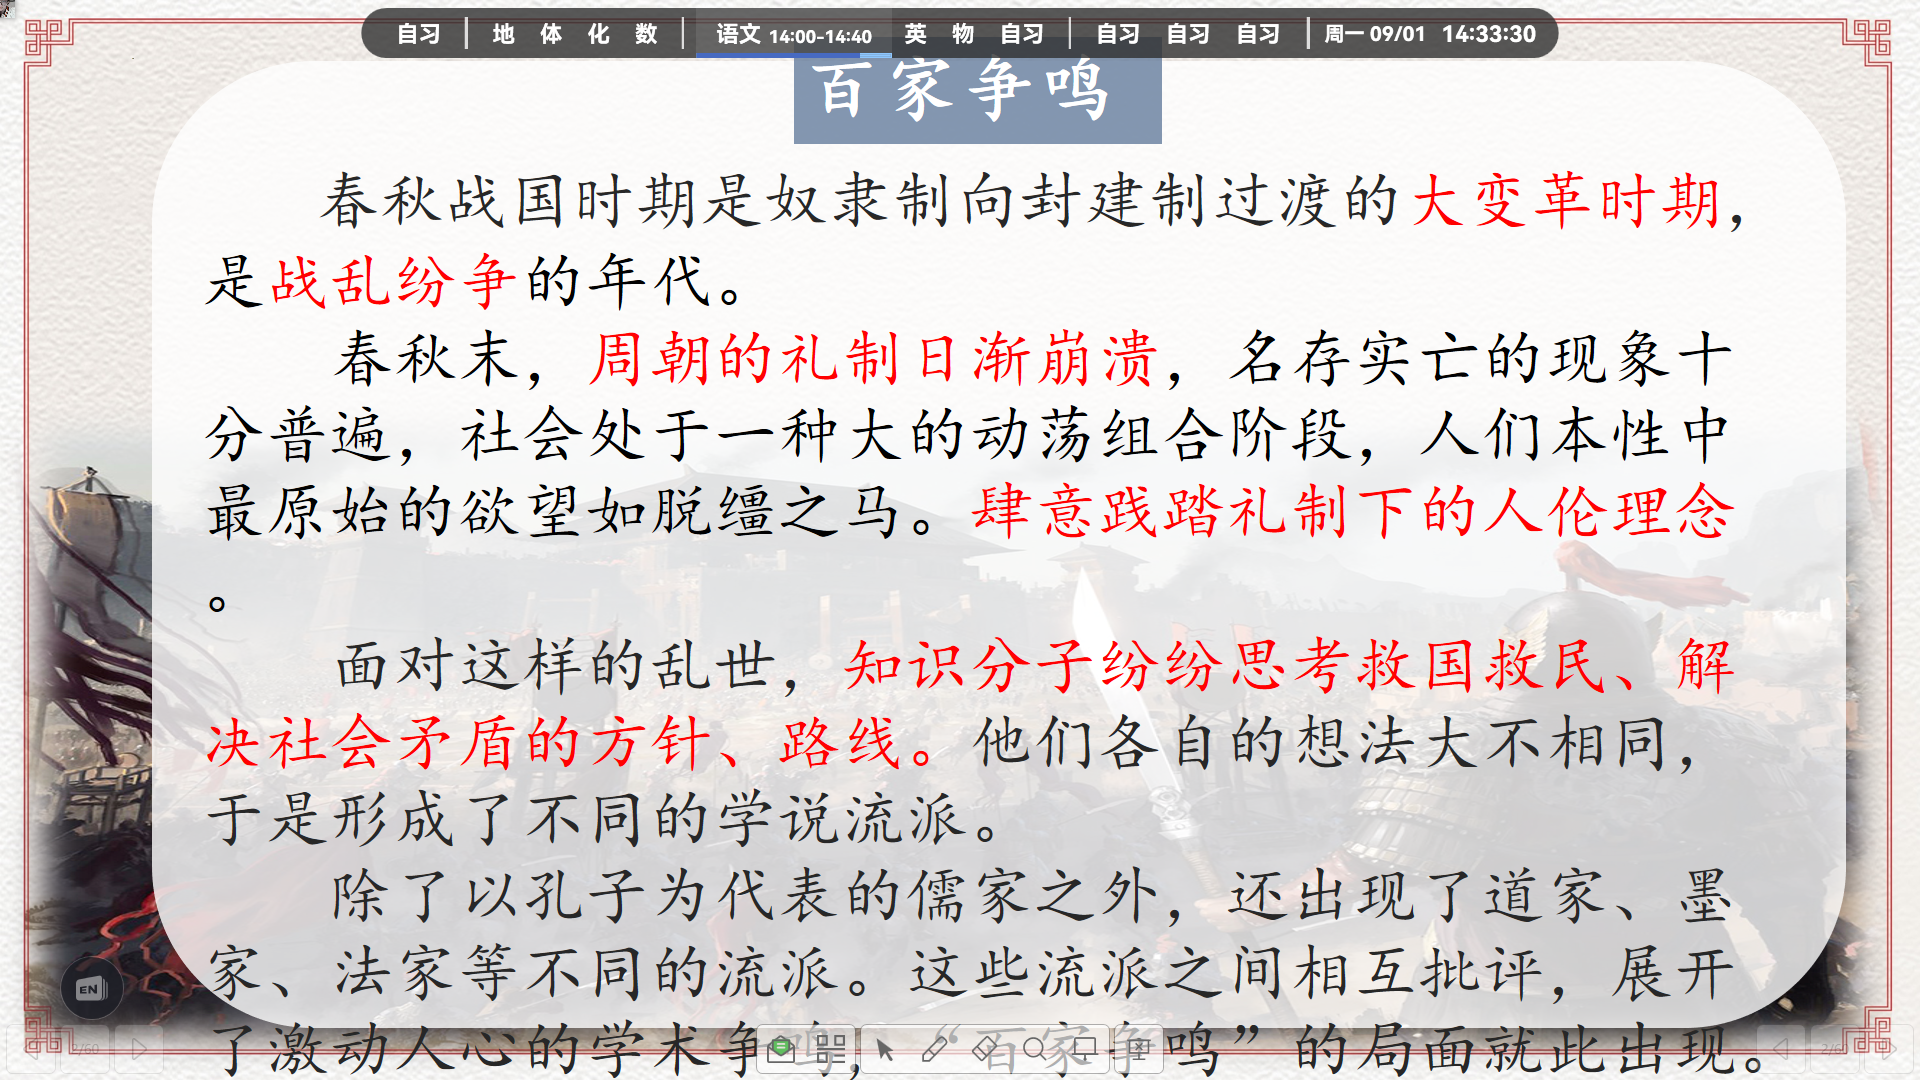 自习 | 地 体 化 数 | 语文 14:00-14:40 英 物 自习 | 自习 自习 自习 | 周一 09/01 14:33:30
百家争鸣
春秋战国时期是奴隶制向封建制过渡的大变革时期，
是战乱纷争的年代。
春秋末，周朝的礼制日渐崩溃，名存实亡的现象十
分普遍，社会处于一种大的动荡组合阶段，人们本性中
最原始的欲望如脱缰之马。肆意践踏礼制下的人伦理念
。
面对这样的乱世，知识分子纷纷思考救国救民、解
决社会矛盾的方针、路线。他们各自的想法大不相同，
于是形成了不同的学说流派。
除了以孔子为代表的儒家之外，还出现了道家、墨
家、法家等不同的流派。这些流派之间相互批评，展开
了激动人心的学术争鸣，“百家争鸣”的局面就此出现。
EN
2/60
2/60